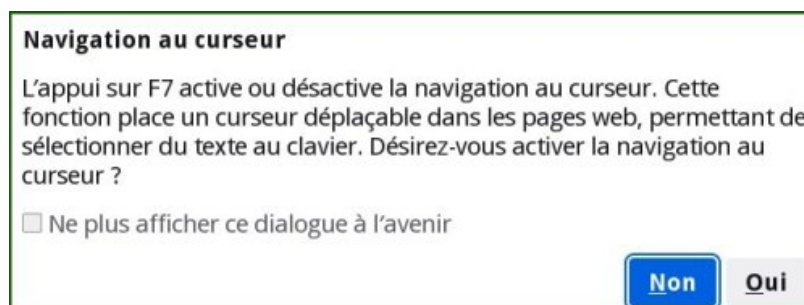 Navigation au curseur
L’appui sur F7 active ou désactive la navigation au curseur. Cette
fonction place un curseur déplaçable dans les pages web, permettant de
sélectionner du texte au clavier. Désirez-vous activer la navigation au
curseur ?
Ne plus afficher ce dialogue à l’avenir
Non Oui